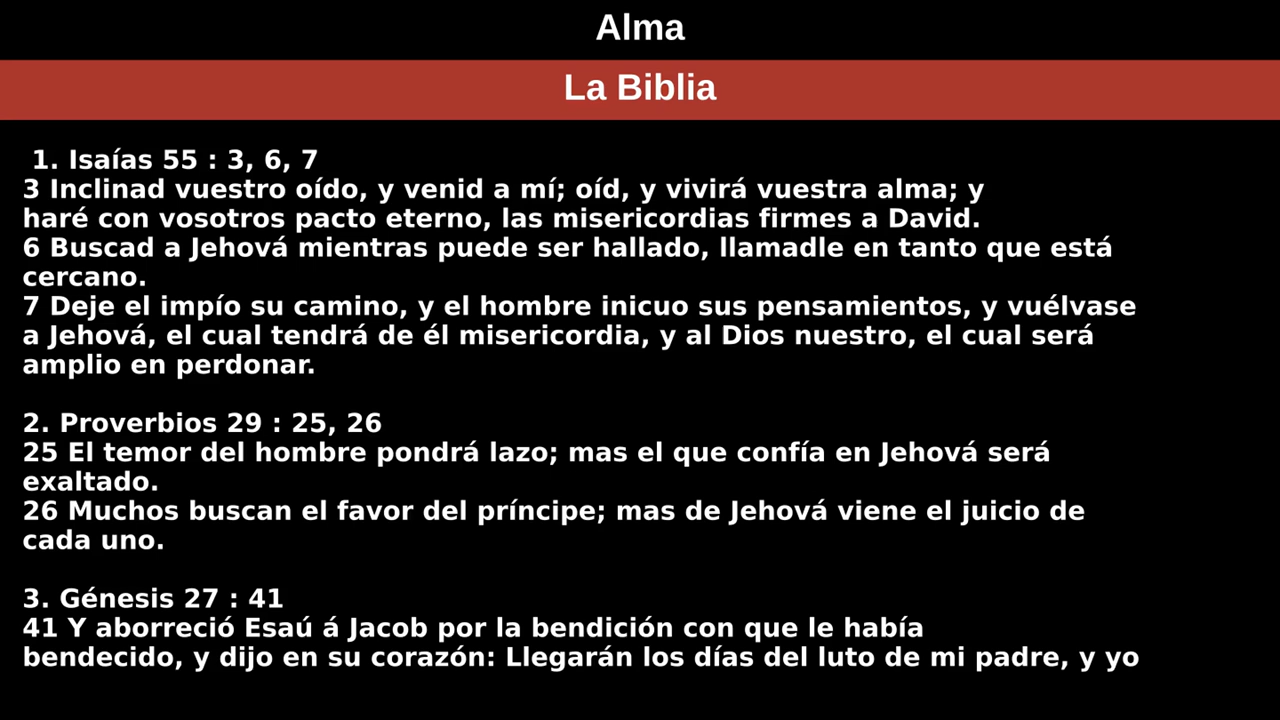 Alma
La Biblia
1. Isaías 55 : 3, 6, 7
3 Inclinad vuestro oído, y venid a mí; oíd, y vivirá vuestra alma; y
haré con vosotros pacto eterno, las misericordias firmes a David.
6 Buscad a Jehová mientras puede ser hallado, llamadle en tanto que está
cercano.
7 Deje el impío su camino, y el hombre inicuo sus pensamientos, y vuélvase
a Jehová, el cual tendrá de él misericordia, y al Dios nuestro, el cual será
amplio en perdonar.
2. Proverbios 29 : 25, 26
25 El temor del hombre pondrá lazo; mas el que confía en Jehová será
exaltado.
26 Muchos buscan el favor del príncipe; mas de Jehová viene el juicio de
cada uno.
3. Génesis 27 : 41
41 Y aborreció Esaú á Jacob por la bendición con que le había
bendecido, y dijo en su corazón: Llegarán los días del luto de mi padre, y yo